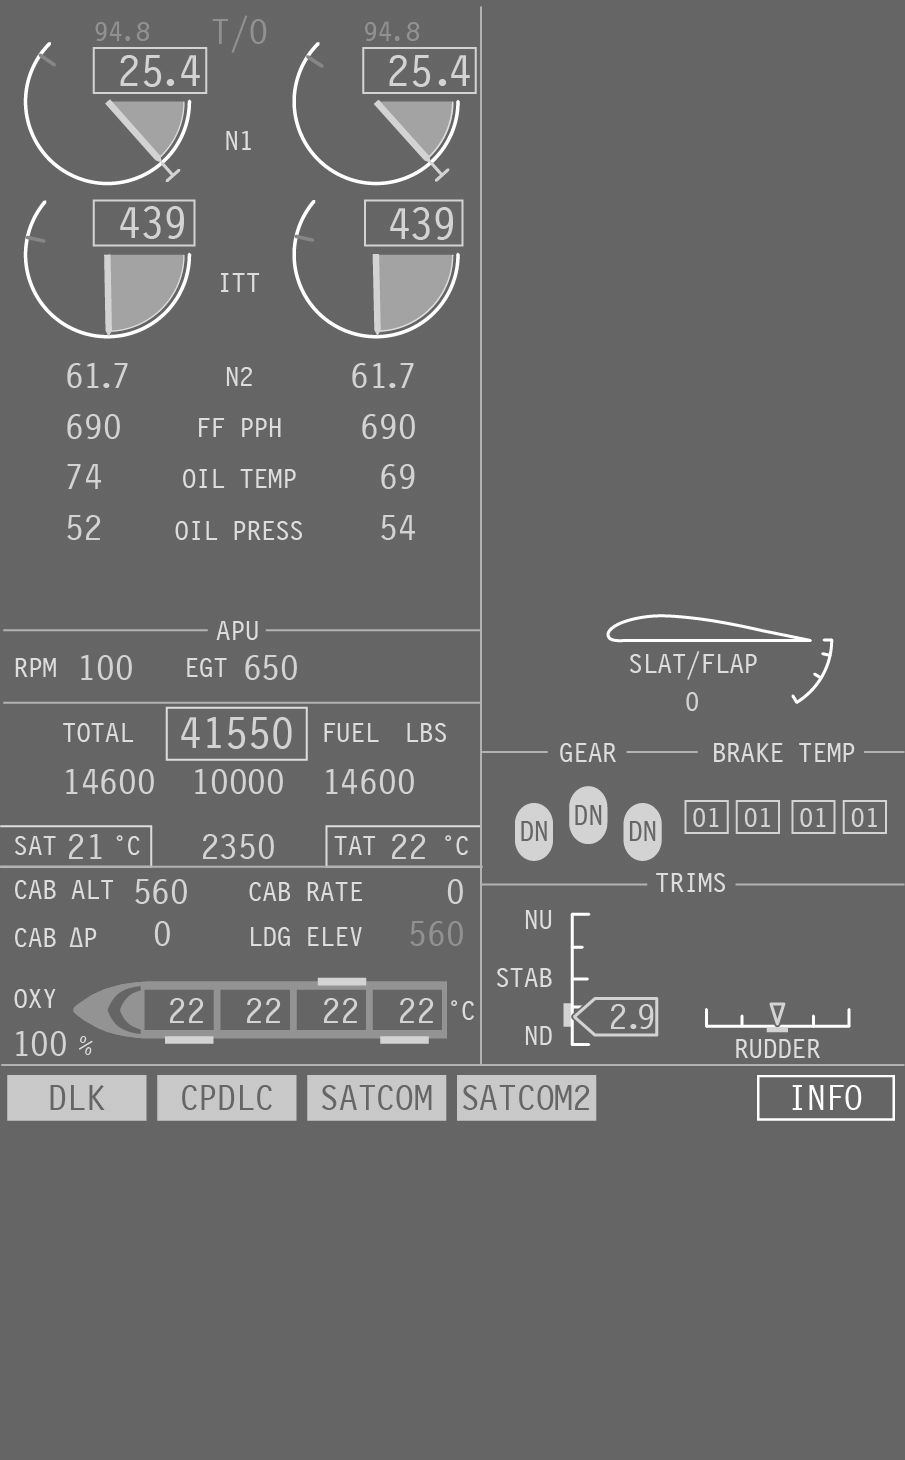 94.8 T/O 94.8
25.4 25.4
N1
439 439
ITT
61.7 N2 61.7
690 FF PPH 690
74 OIL TEMP 69
52 OIL PRESS 54
APU
RPM 100 EGT 650
TOTAL 41550 FUEL LBS
14600 10000 14600
SAT 21 °C 2350 TAT 22 °C
CAB ALT 560 CAB RATE 0
CAB ΔP 0 LDG ELEV 560
OXY 22 22 22 22 °C
100 %
SLAT/FLAP
0
GEAR BRAKE TEMP
DN DN DN 01 01 01 01
TRIMS
NU
STAB
2.9
ND
RUDDER
DLK CPDLC SATCOM SATCOM2 INFO